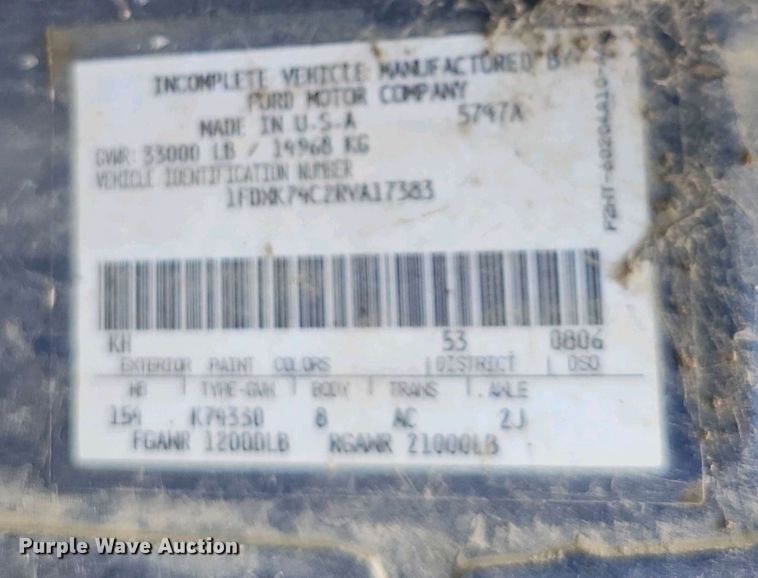 INCOMPLETE VEHICLE MANUFACTURED BY
FORD MOTOR COMPANY
MADE IN U.S.A 5747A
GVWR: 33000 LB / 14968 KG
VEHICLE IDENTIFICATION NUMBER
1FDXK74C2RVA17383
KH 53 0806
EXTERIOR PAINT COLORS DISTRICT DSO
WB TYPE-GVW BODY TRANS. AXLE
154 K74330 8 AC 2J
FGAWR 12000LB RGAWR 21000LB
Purple Wave Auction